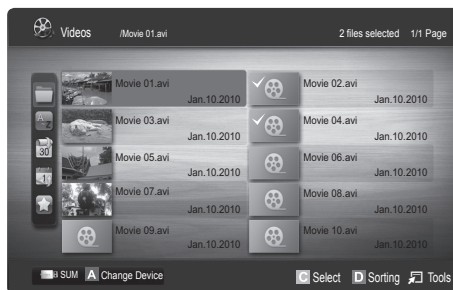 Videos /Movie 01.avi 2 files selected 1/1 Page
Movie 01.avi Movie 02.avi
Jan.10.2010 Jan.10.2010
Movie 03.avi Movie 04.avi
Jan.10.2010 Jan.10.2010
Movie 05.avi Movie 06.avi
Jan.10.2010 Jan.10.2010
Movie 07.avi Movie 08.avi
Jan.10.2010 Jan.10.2010
Movie 09.avi Movie 10.avi
Jan.10.2010 Jan.10.2010
A
Z
30
1
SUM A Change Device C Select D Sorting Tools